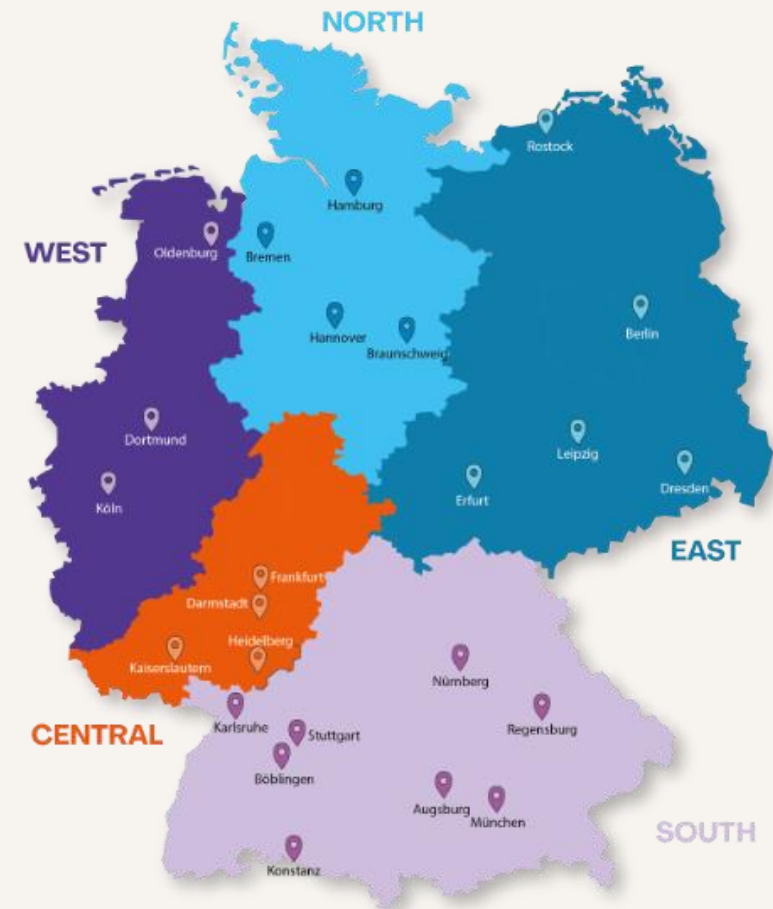 NORTH
Rostock
Hamburg
WEST
Oldenburg
Bremen
Hannover
Berlin
Braunschweig
Dortmund
Leipzig
Köln
Erfurt
Dresden
EAST
Frankfurt
Darmstadt
Heidelberg
Kaiserslautern
Nürnberg
CENTRAL
Karlsruhe
Stuttgart
Regensburg
Böblingen
Augsburg
München
SOUTH
Konstanz